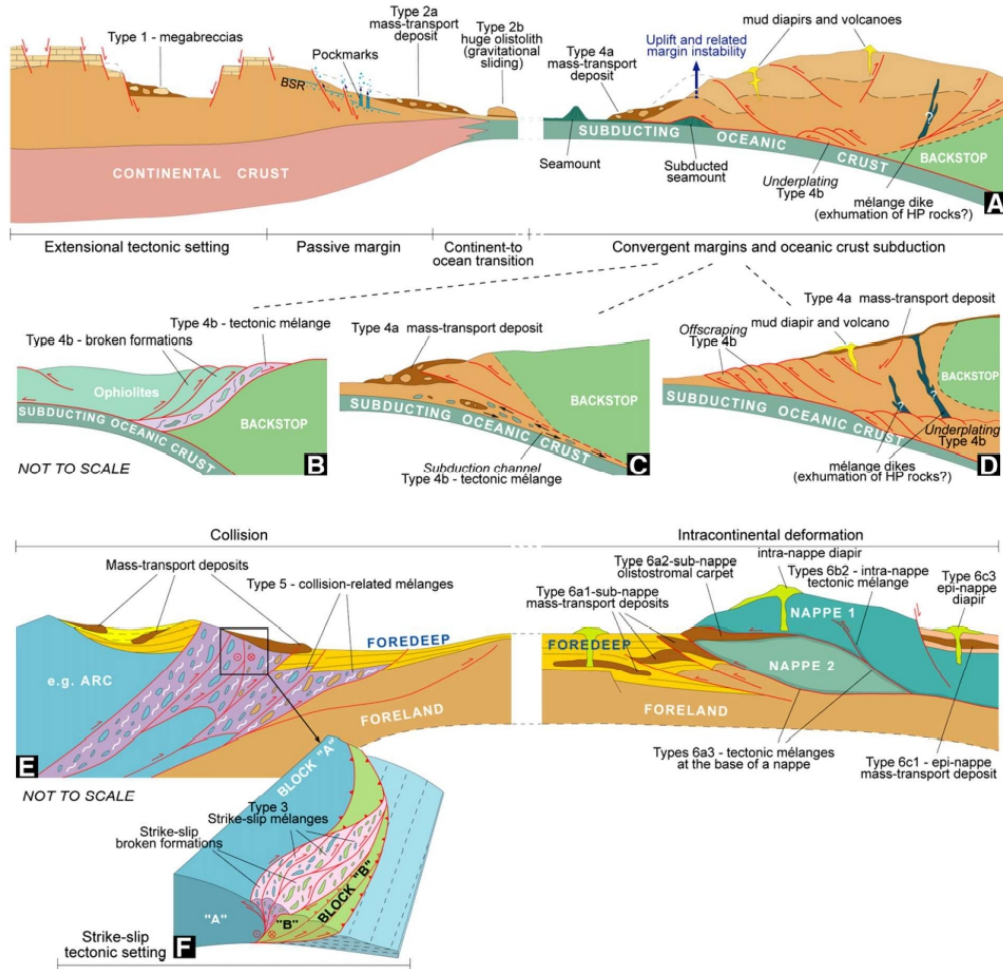 Type 1 - megabreccias
Pockmarks
BSR
Type 2a
mass-transport
deposit
Type 2b
huge olistolith
(gravitational
sliding)
CONTINENTAL CRUST
Type 4a
mass-transport
deposit
Uplift and related
margin instability
mud diapirs and volcanoes
SUBDUCTING OCEANIC CRUST
Seamount
Subducted
seamount
Underplating
Type 4b
BACKSTOP
mélange dike
(exhumation of HP rocks?)
A
Extensional tectonic setting
Passive margin
Continent-to
ocean transition
Convergent margins and oceanic crust subduction
Type 4b - tectonic mélange
Type 4b - broken formations
Ophiolites
SUBDUCTING OCEANIC CRUST
BACKSTOP
NOT TO SCALE
B
Type 4a mass-transport deposit
BACKSTOP
SUBDUCTING OCEANIC CRUST
Subduction channel
Type 4b - tectonic mélange
C
Type 4a mass-transport deposit
mud diapir and volcano
Offscraping
Type 4b
BACKSTOP
SUBDUCTING OCEANIC CRUST
Underplating
Type 4b
mélange dikes
(exhumation of HP rocks?)
D
Collision
Mass-transport deposits
Type 5 - collision-related mélanges
FOREDEEP
e.g. ARC
FORELAND
E
NOT TO SCALE
Intracontinental deformation
Type 6a2-sub-nappe
olistostromal carpet
intra-nappe diapir
Types 6b2 - intra-nappe
tectonic mélange
Type 6a1-sub-nappe
mass-transport deposits
Type 6c3
epi-nappe
diapir
NAPPE 1
FOREDEEP
NAPPE 2
FORELAND
Types 6a3 - tectonic mélanges
at the base of a nappe
Type 6c1 - epi-nappe
mass-transport deposit
BLOCK "A"
Type 3
Strike-slip mélanges
Strike-slip
broken formations
BLOCK "B"
"A"
"B"
F
Strike-slip
tectonic setting